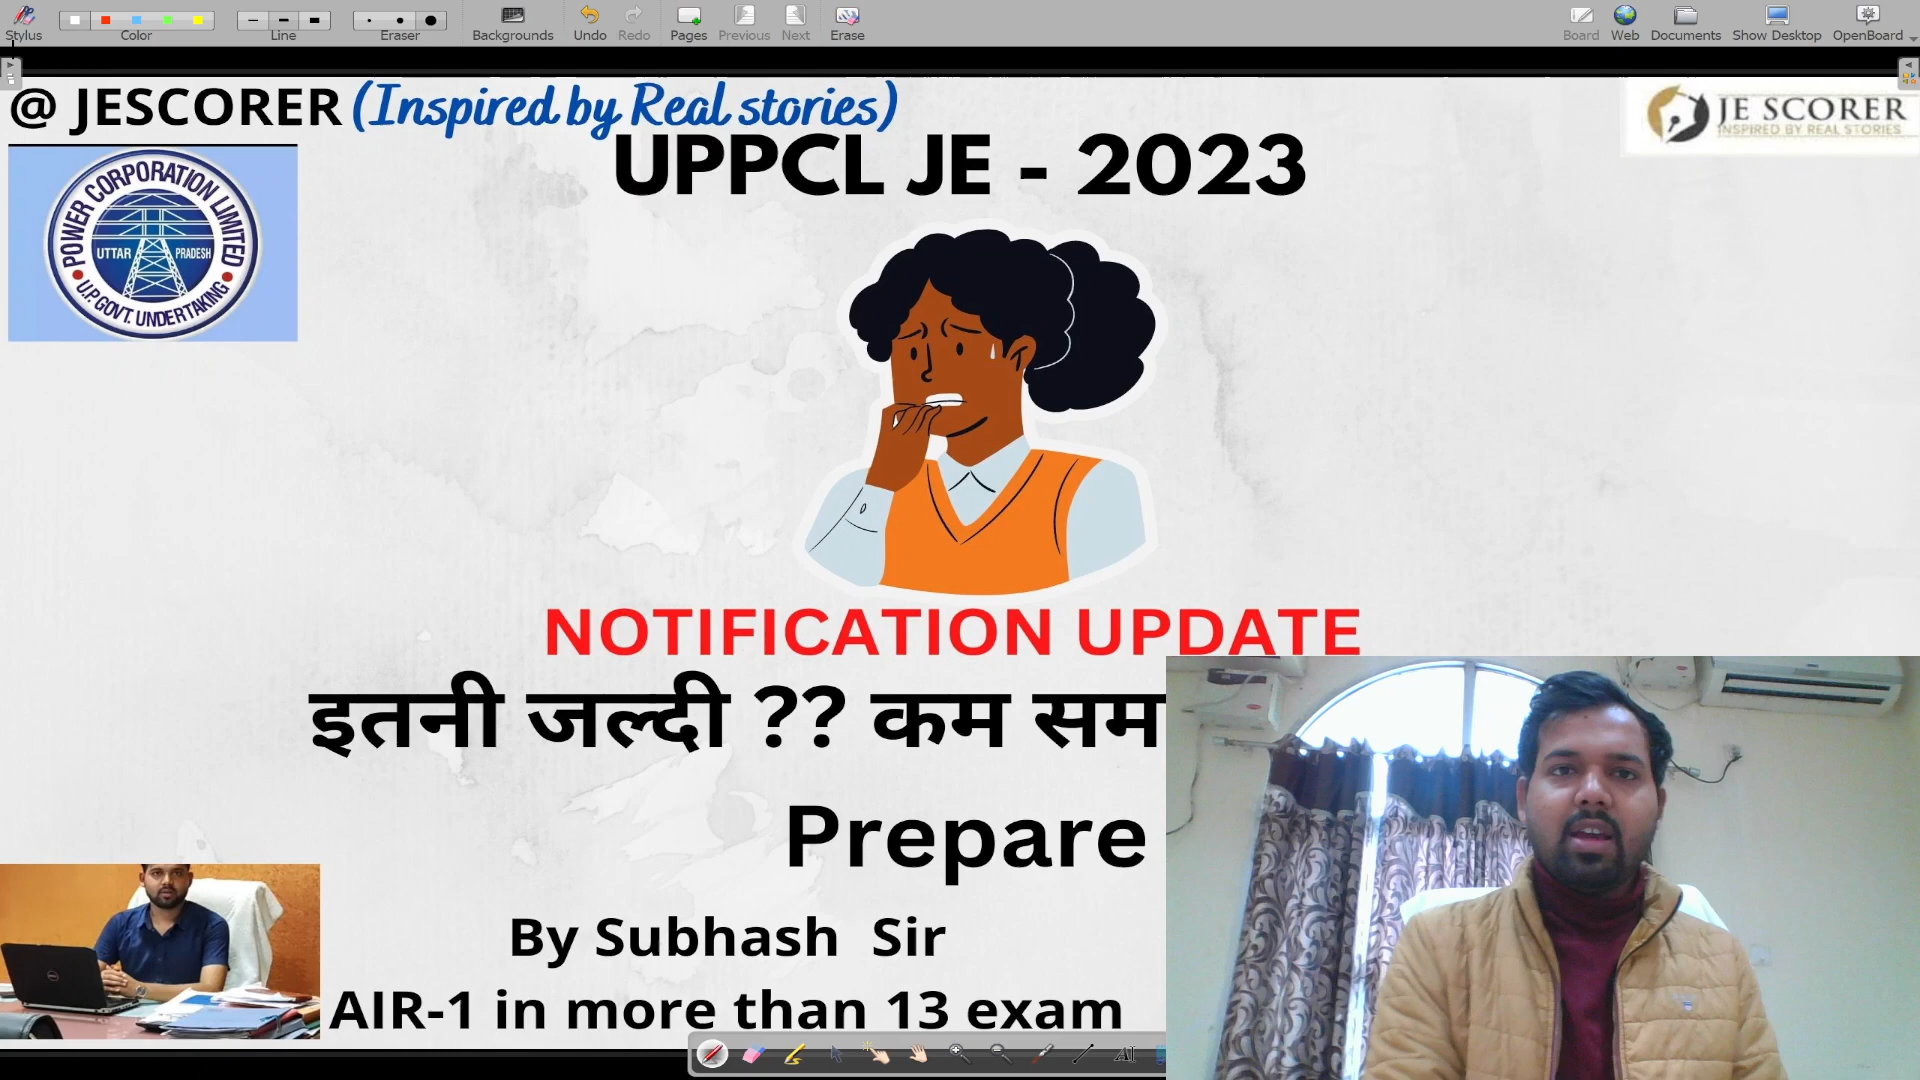 Stylus Color Line Eraser Backgrounds Undo Redo Pages Previous Next Erase Board Web Documents Show Desktop OpenBoard
@ JESCORER (Inspired by Real stories)
JE SCORER
INSPIRED BY REAL STORIES
UPPCL JE - 2023
POWER CORPORATION LIMITED
UTTAR PRADESH
U.P. GOVT. UNDERTAKING
NOTIFICATION UPDATE
इतनी जल्दी ?? कम सम
Prepare
By Subhash Sir
AIR-1 in more than 13 exam